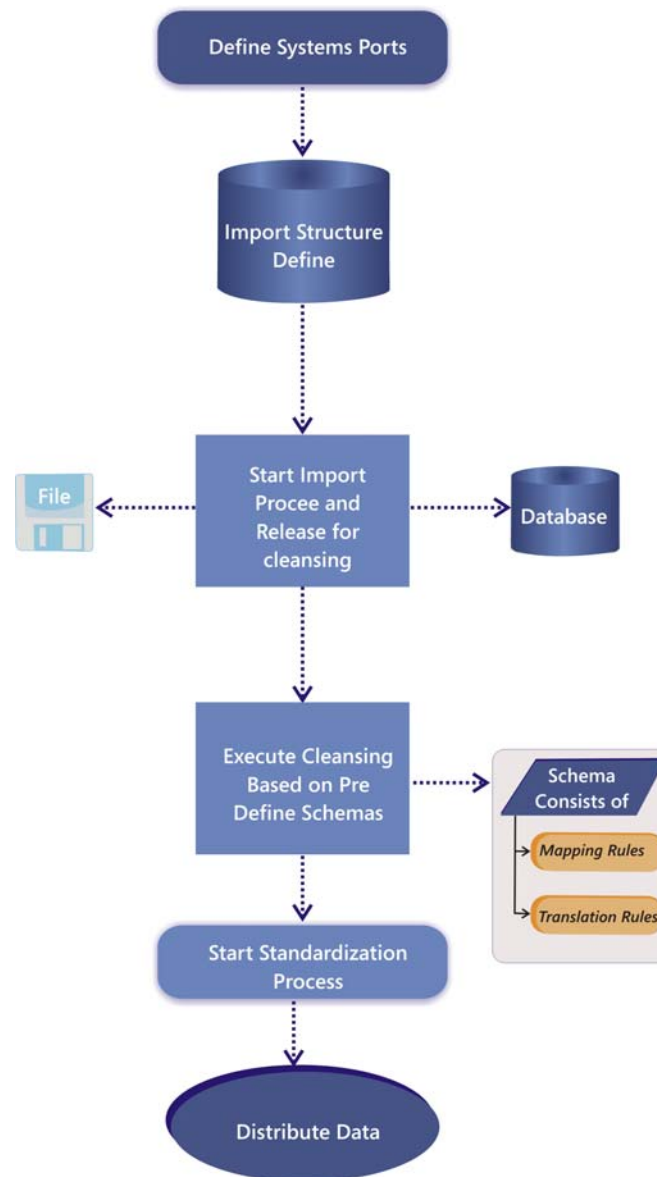 Define Systems Ports
Import Structure
Define
File
Start Import
Procee and
Release for
cleansing
Database
Execute Cleansing
Based on Pre
Define Schemas
Schema
Consists of
Mapping Rules
Translation Rules
Start Standardization
Process
Distribute Data